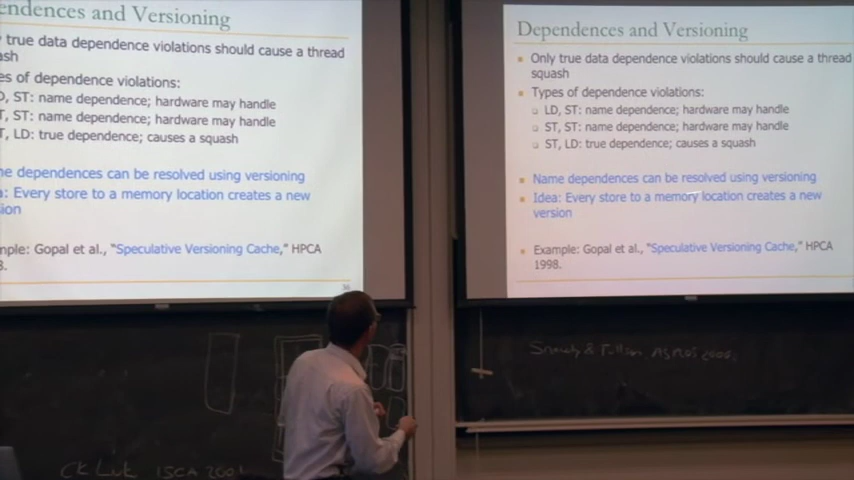 endences and Versioning
true data dependence violations should cause a thread
ash
es of dependence violations:
D, ST: name dependence; hardware may handle
T, ST: name dependence; hardware may handle
T, LD: true dependence; causes a squash
me dependences can be resolved using versioning
a: Every store to a memory location creates a new
sion
mple: Gopal et al., "Speculative Versioning Cache," HPCA
8.
Dependences and Versioning
Only true data dependence violations should cause a thread
squash
Types of dependence violations:
LD, ST: name dependence; hardware may handle
ST, ST: name dependence; hardware may handle
ST, LD: true dependence; causes a squash
Name dependences can be resolved using versioning
Idea: Every store to a memory location creates a new
version
Example: Gopal et al., "Speculative Versioning Cache," HPCA
1998.
CK Luk ISCA 2001
& ASPLOS 2000